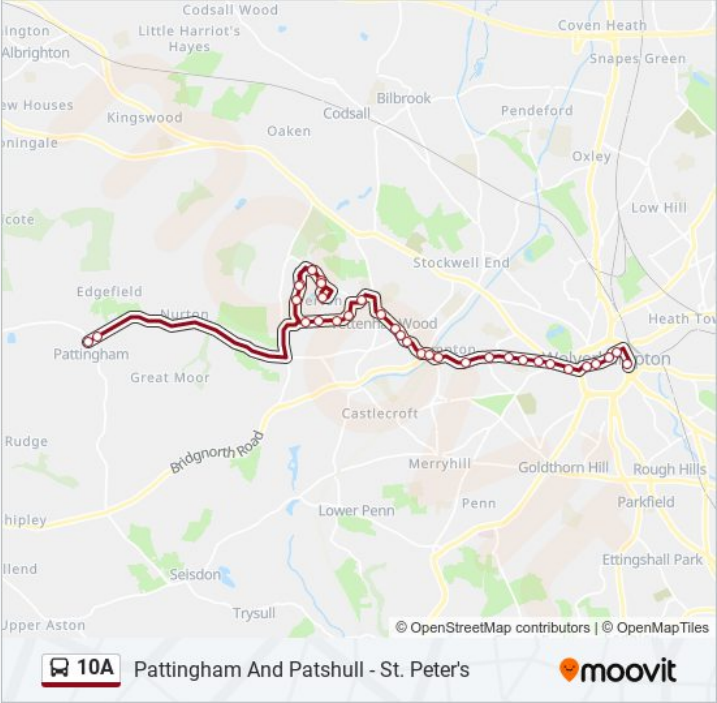 Codsall Wood
Coven Heath
ington
Little Harriot's
Hayes
Albrighton
Snapes Green
ew Houses
Bilbrook
Kingswood
Codsall
Pendeford
Oaken
oningale
Oxley
Low Hill
cote
Stockwell End
Edgefield
Nurton
Heath Tow
Pattingham
Great Moor
Castlecroft
Rudge
Bridgnorth Road
Merryhill
Goldthorn Hill
Rough Hills
Lower Penn
Penn
Parkfield
hipley
Ettingshall Park
llend
Seisdon
Trysull
Upper Aston
© OpenStreetMap contributors | © OpenMapTiles
10A Pattingham And Patshull - St. Peter's
moovit